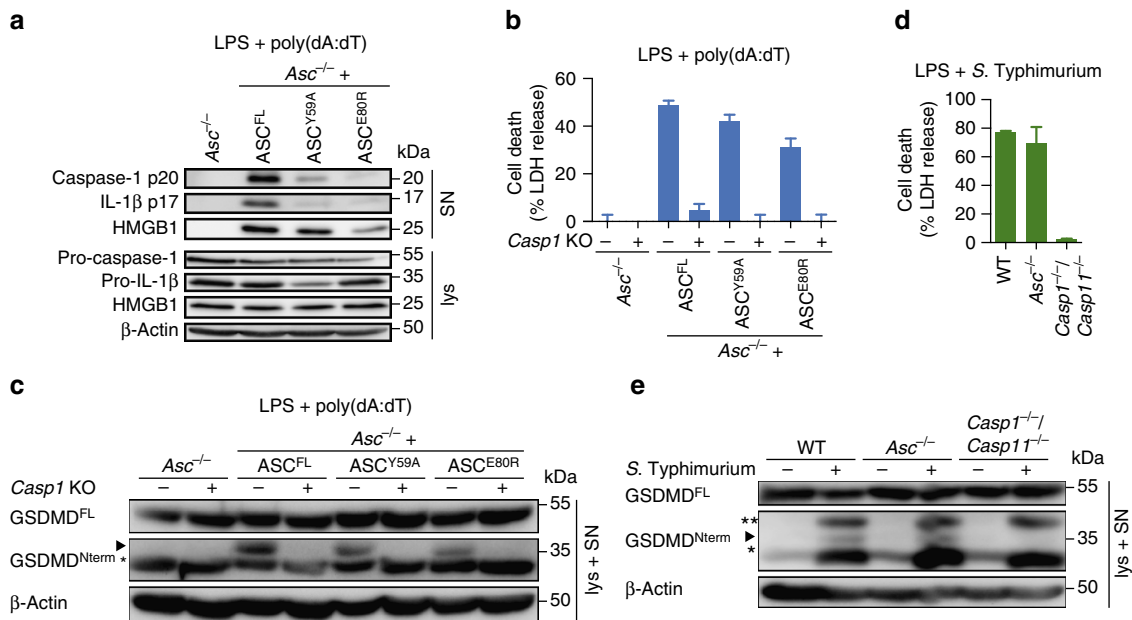 a
LPS + poly(dA:dT)
Asc–/– +
Asc–/–
ASCFL
ASCY59A
ASCE80R
kDa
Caspase-1 p20
20
IL-1β p17
17
HMGB1
25
SN
Pro-caspase-1
55
Pro-IL-1β
35
HMGB1
25
β-Actin
50
lys
b
LPS + poly(dA:dT)
Cell death
(% LDH release)
60
40
20
0
Casp1 KO – + – + – + – +
Asc–/–
ASCFL
ASCY59A
ASCE80R
Asc–/– +
d
LPS + S. Typhimurium
Cell death
(% LDH release)
100
80
60
40
20
0
WT
Asc–/–
Casp1–/–/
Casp11–/–
c
LPS + poly(dA:dT)
Asc–/– +
Asc–/– ASCFL ASCY59A ASCE80R
kDa
Casp1 KO – + – + – + – +
GSDMDFL
55
GSDMDNterm *
35
β-Actin
50
lys + SN
e
Casp1–/–/
WT Asc–/– Casp11–/–
kDa
S. Typhimurium – + – + – +
GSDMDFL
55
**
GSDMDNterm
35
*
β-Actin
50
lys + SN